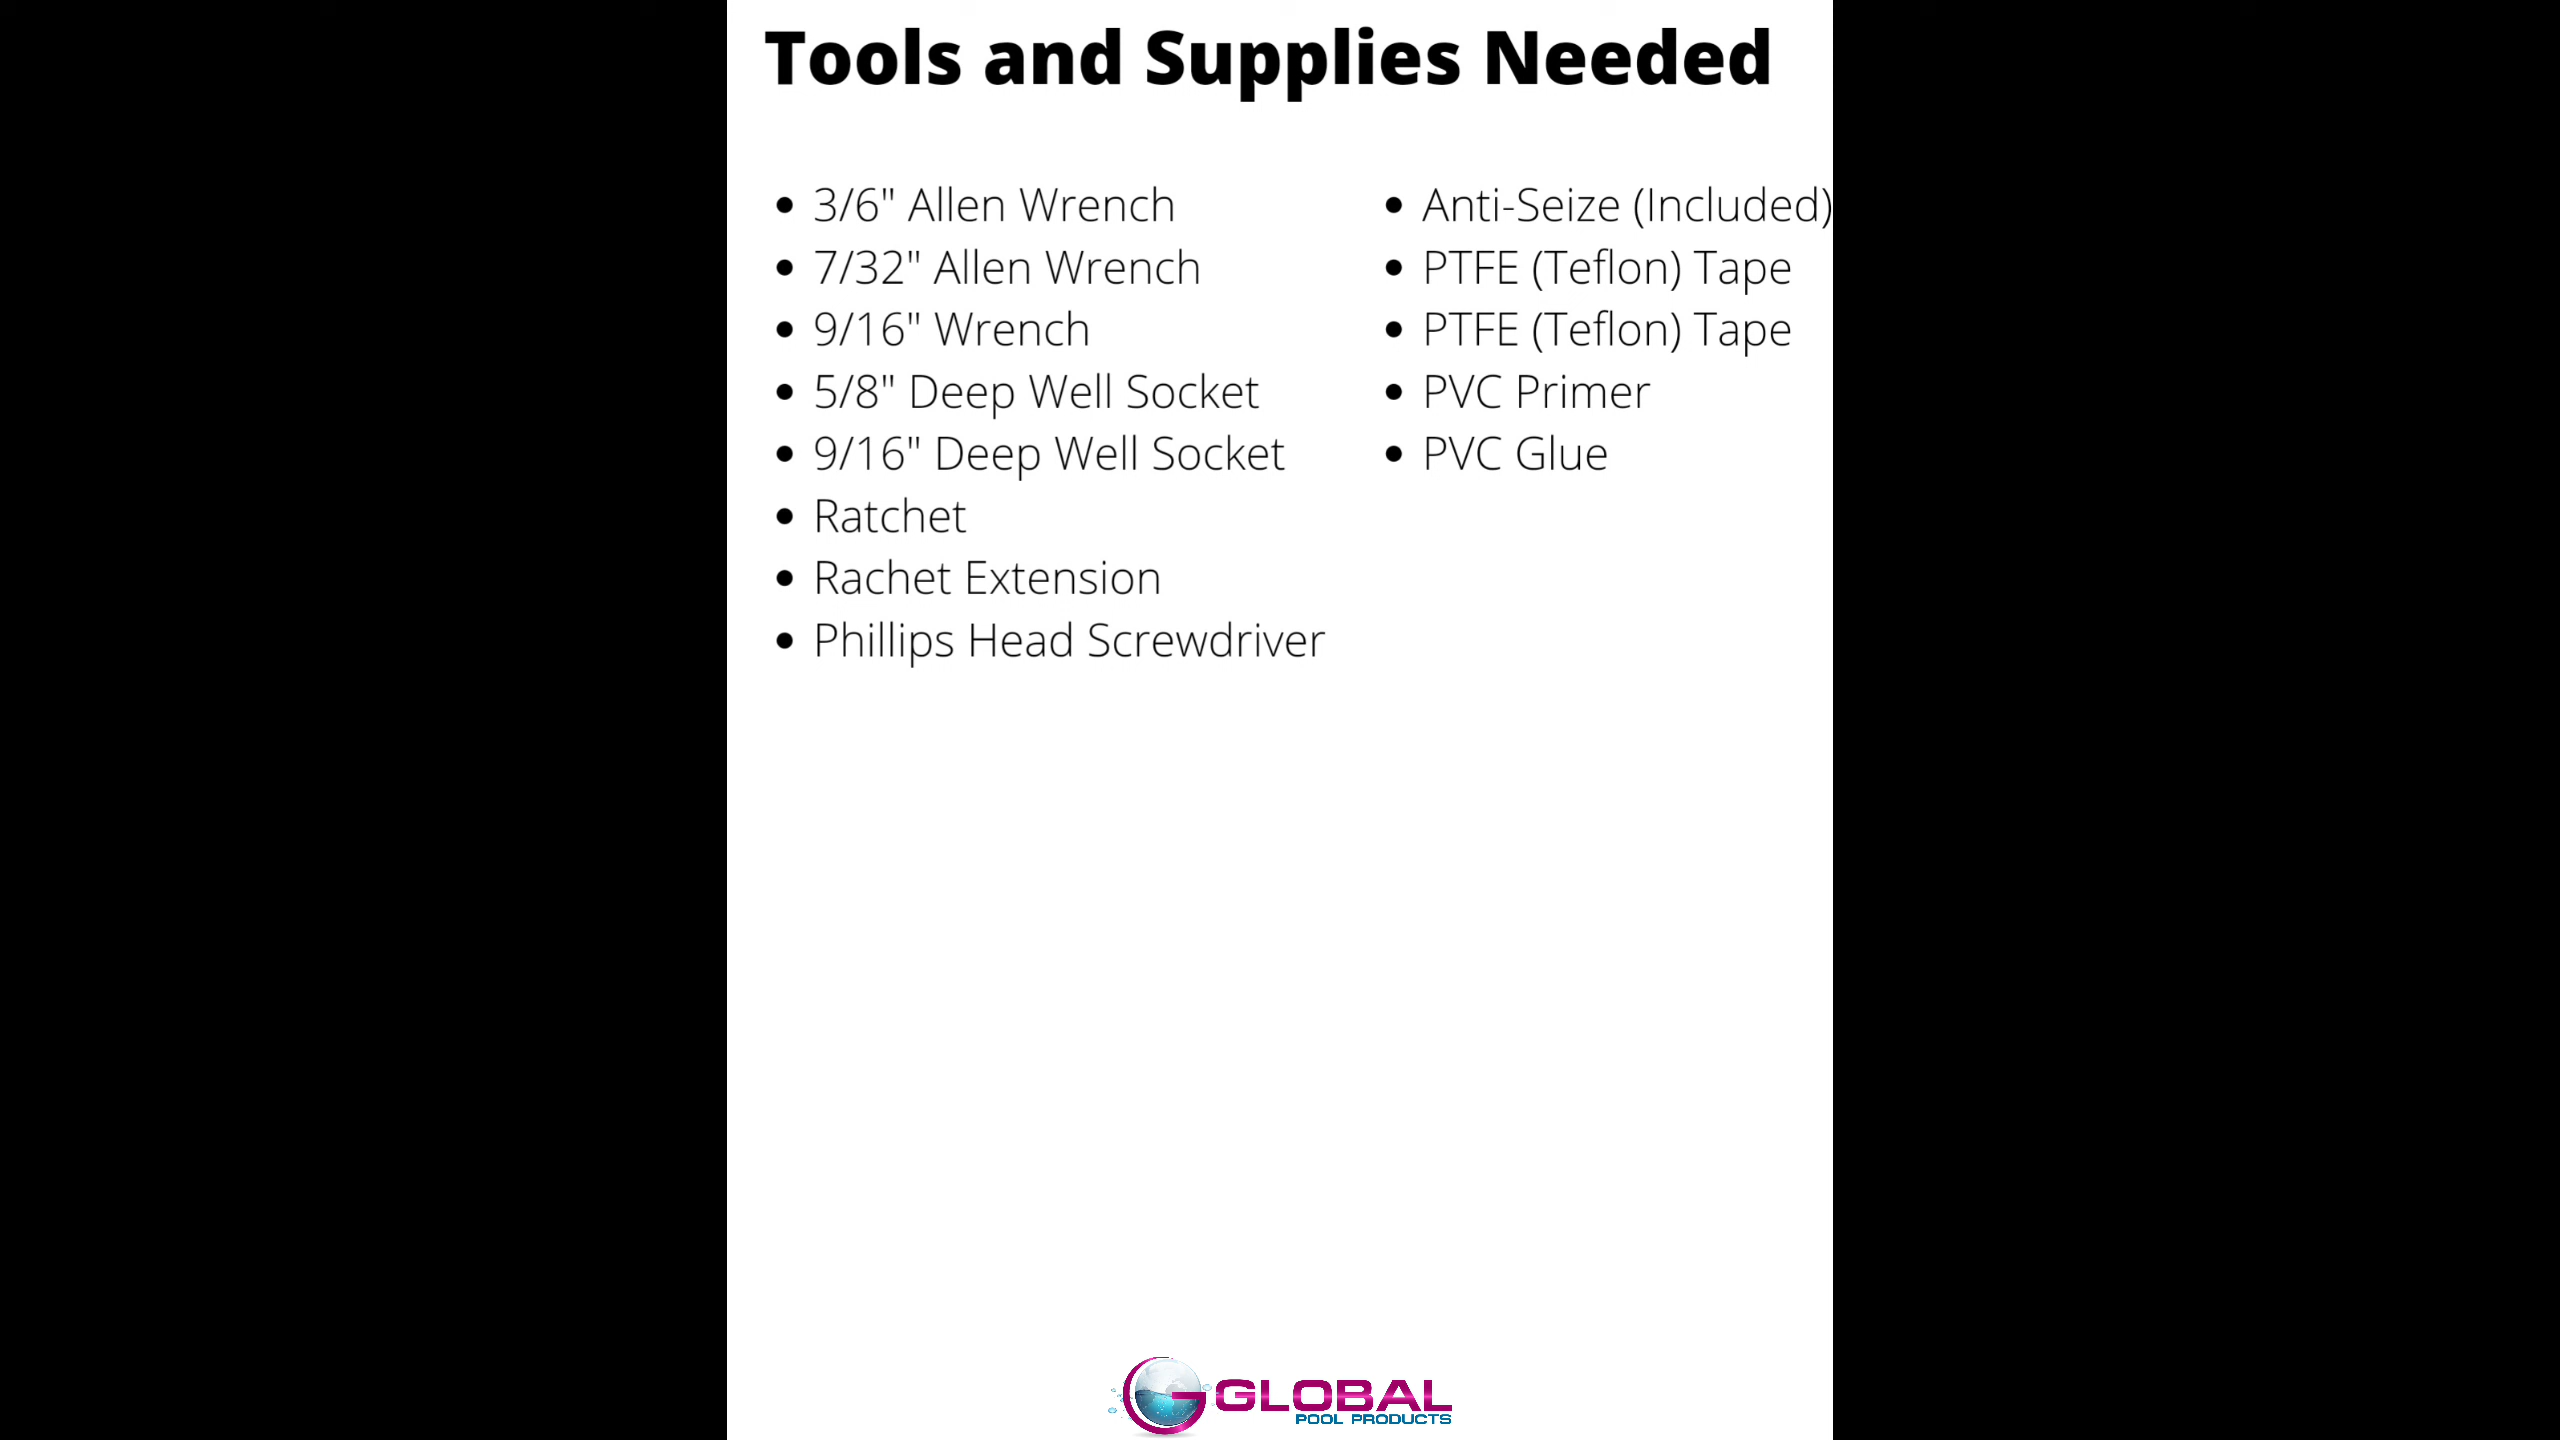 Tools and Supplies Needed
• 3/6" Allen Wrench
• 7/32" Allen Wrench
• 9/16" Wrench
• 5/8" Deep Well Socket
• 9/16" Deep Well Socket
• Ratchet
• Rachet Extension
• Phillips Head Screwdriver
• Anti-Seize (Included)
• PTFE (Teflon) Tape
• PTFE (Teflon) Tape
• PVC Primer
• PVC Glue
GLOBAL
POOL PRODUCTS